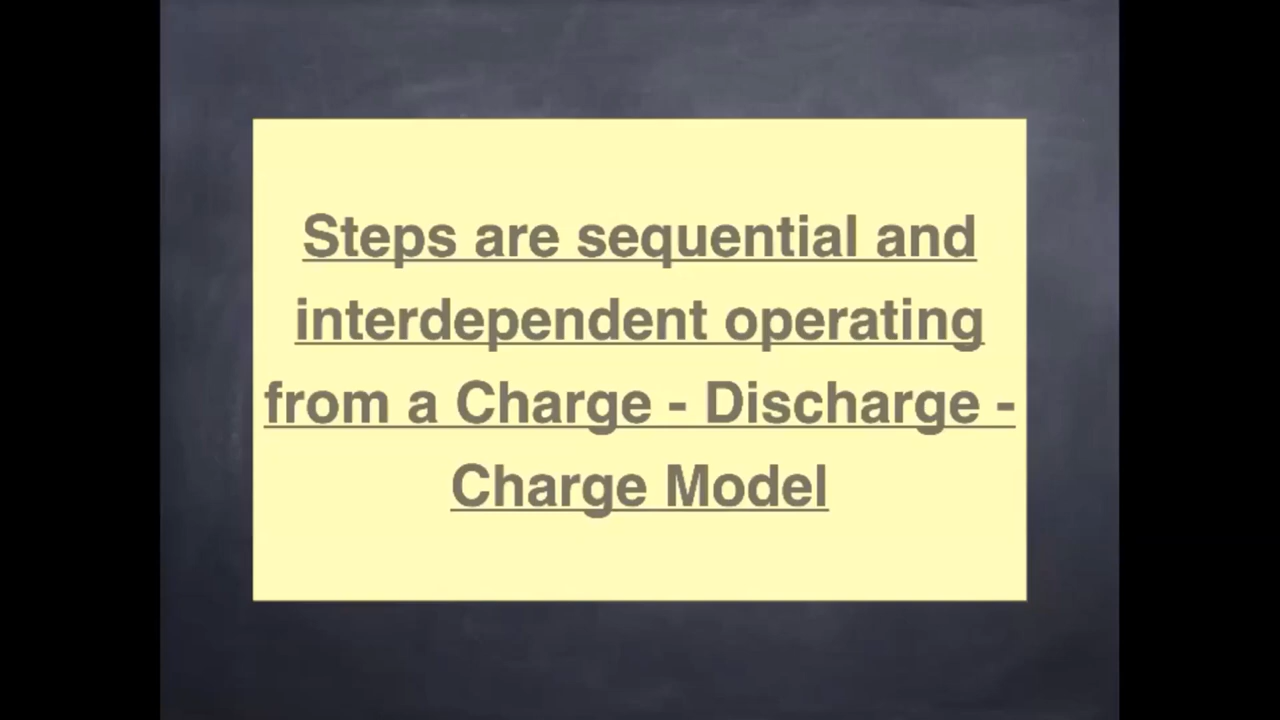 Steps are sequential and
interdependent operating
from a Charge - Discharge -
Charge Model